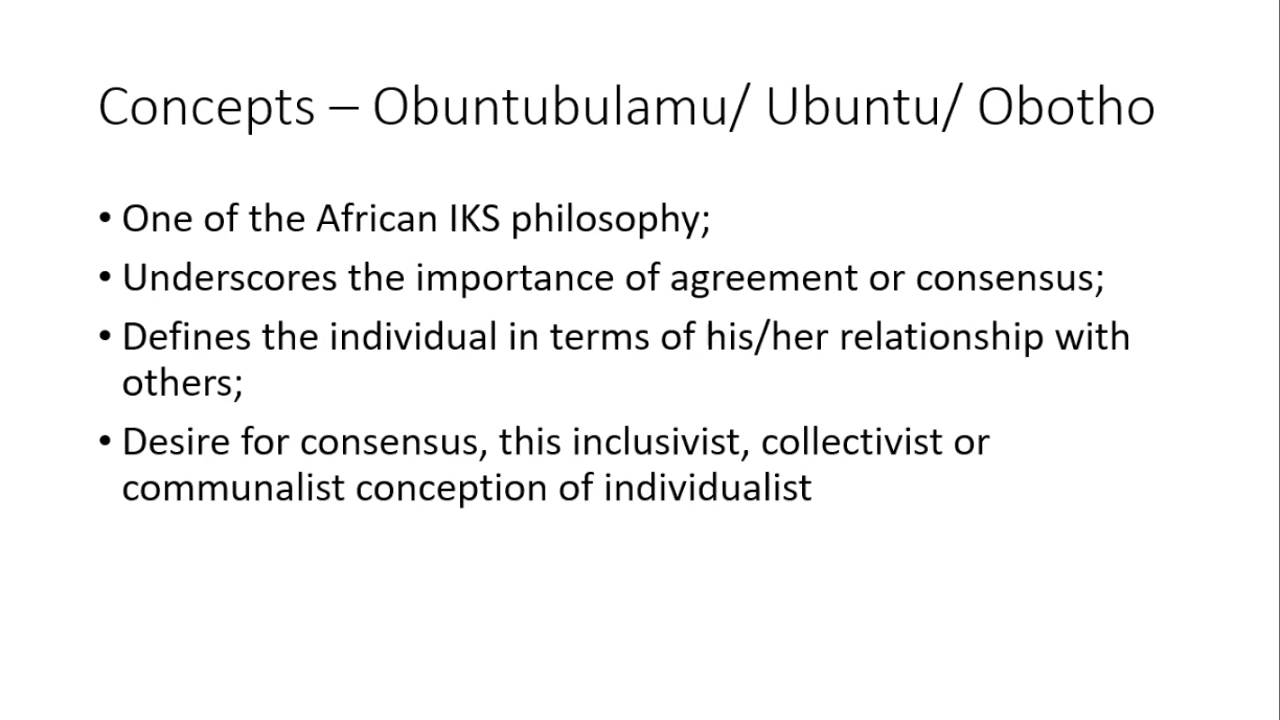 Concepts – Obuntubulamu/ Ubuntu/ Obotho
• One of the African IKS philosophy;
• Underscores the importance of agreement or consensus;
• Defines the individual in terms of his/her relationship with
others;
• Desire for consensus, this inclusivist, collectivist or
communalist conception of individualist